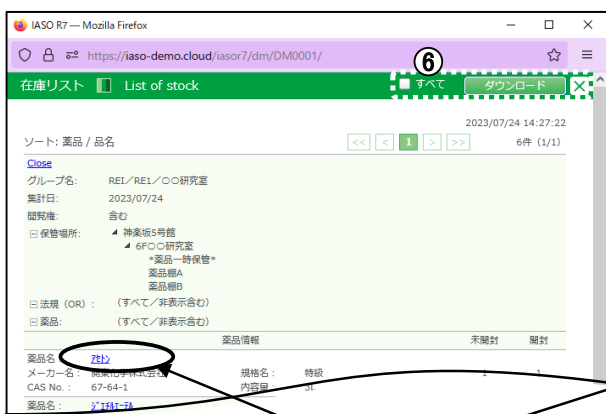 IASO R7 — Mozilla Firefox
https://iaso-demo.cloud/iasor7/dm/DM0001/
⑥
在庫リスト List of stock すべて ダウンロード
2023/07/24 14:27:22
ソート: 薬品 / 品名 << < 1 > >> 6件 (1/1)
Close
グループ名: REI／RE1／〇〇研究室
集計日: 2023/07/24
閲覧権: 含む
保管場所: 神楽坂5号館
6F〇〇研究室
*薬品一時保管*
薬品棚A
薬品棚B
法規（OR）: （すべて／非表示含む）
薬品: （すべて／非表示含む）
薬品情報 未開封 開封
薬品名: ｱｾﾄﾝ
メーカー名: 関東化学株式会社 規格名: 特級 1 1
CAS No.: 67-64-1 内容量: 3L
薬品名: ｼﾞｴﾁﾙｴｰﾃﾙ